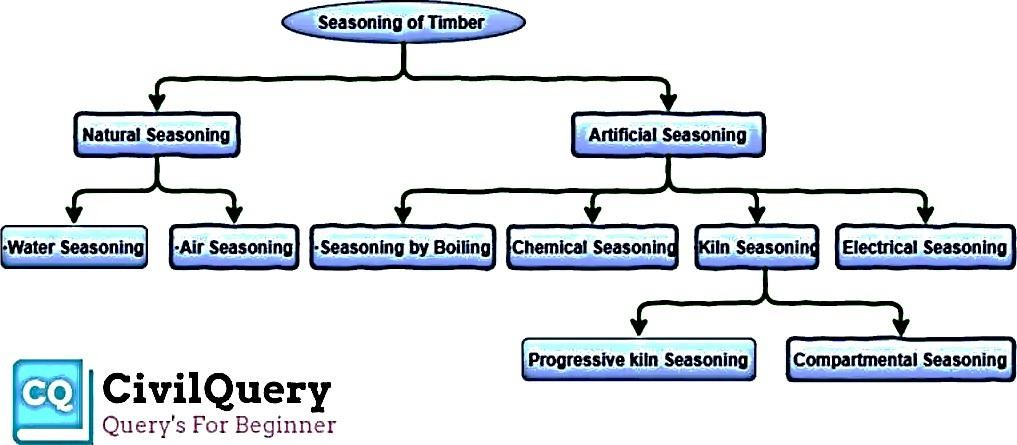 Seasoning of Timber
Natural Seasoning
Artificial Seasoning
·Water Seasoning
·Air Seasoning
·Seasoning by Boiling
Chemical Seasoning
Kiln Seasoning
Electrical Seasoning
Progressive kiln Seasoning
Compartmental Seasoning
CQ
CivilQuery
Query's For Beginner